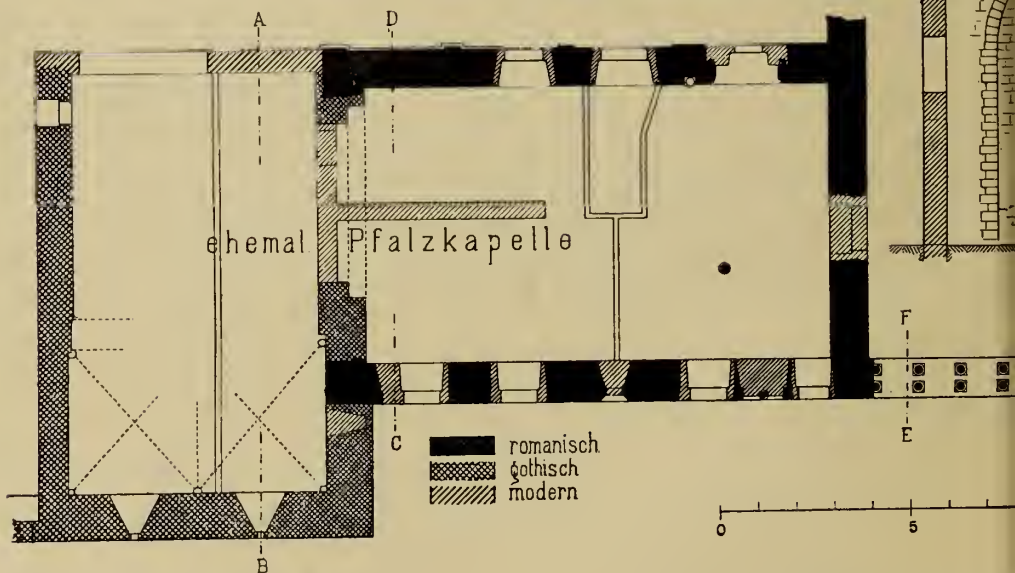 A D
ehemal. Pfalzkapelle
F
C E
romanisch
gothisch
modern
0 5
B